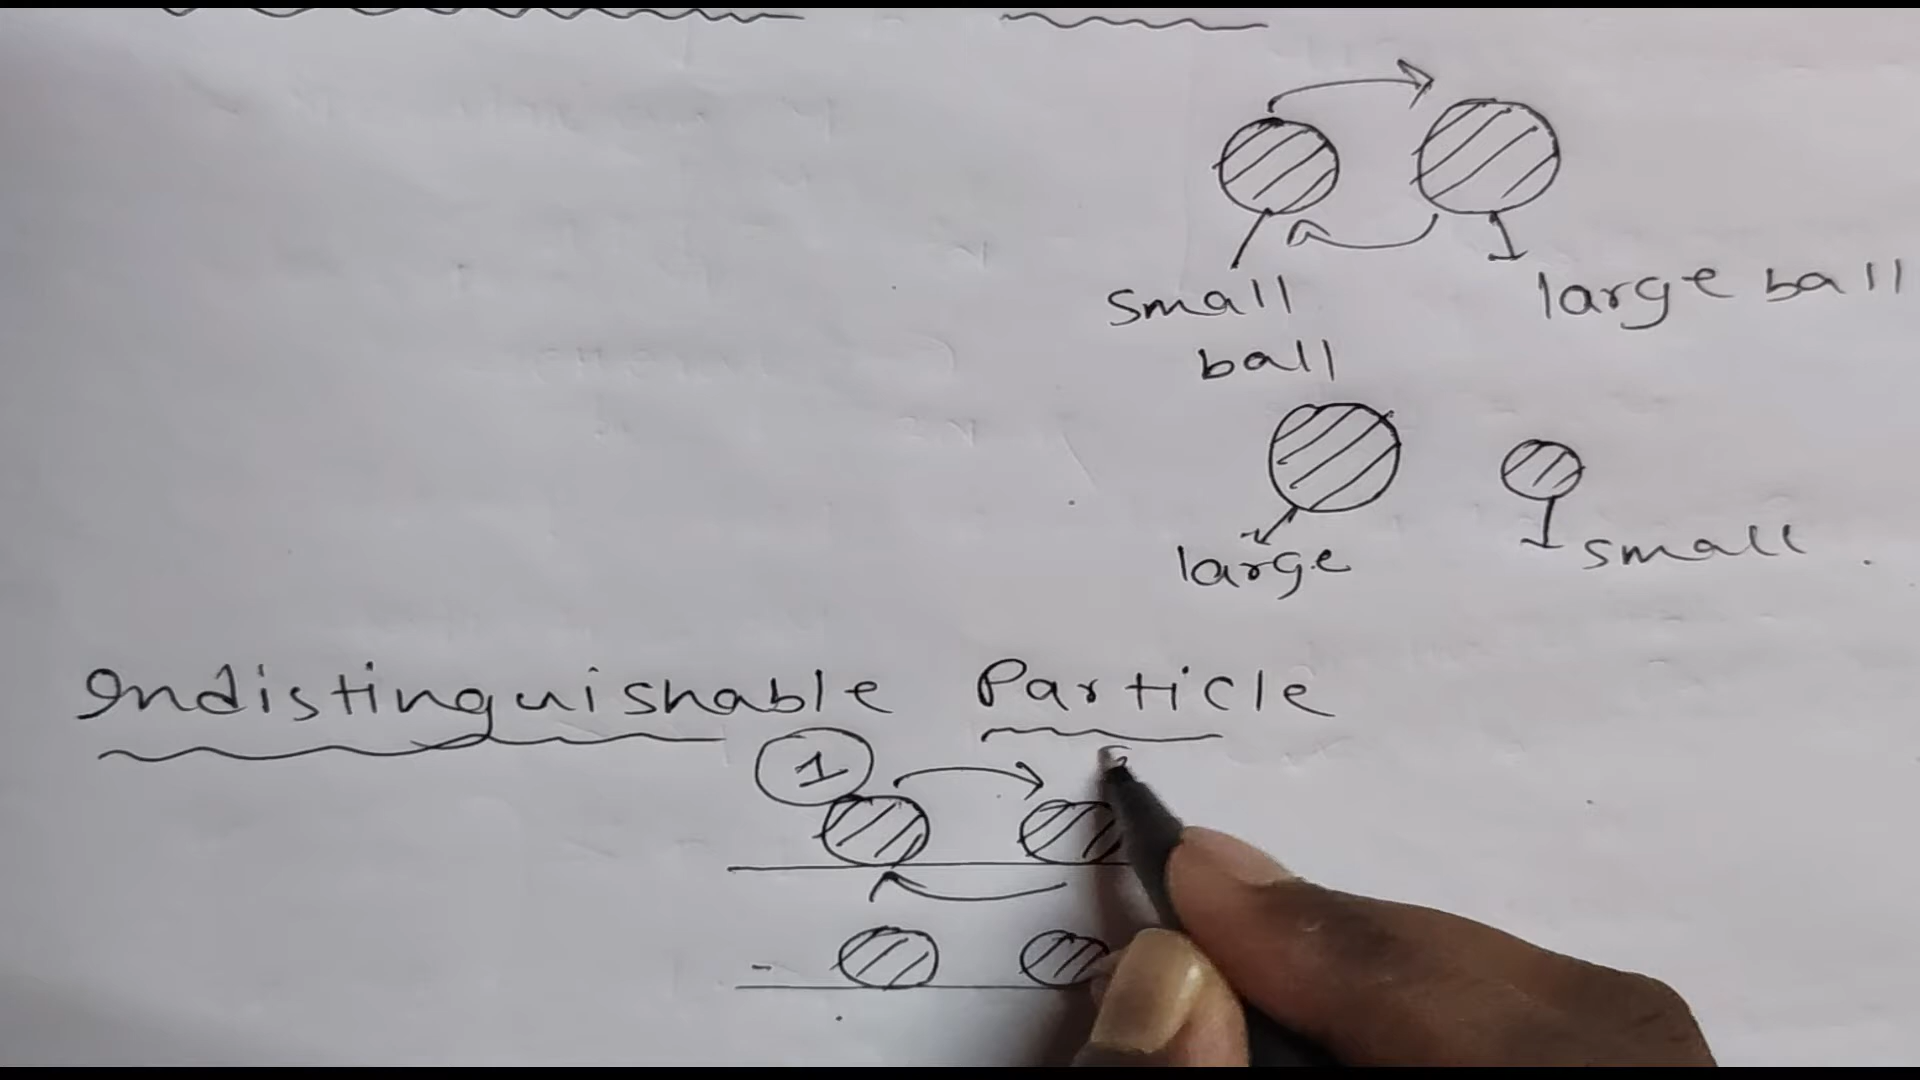 small
ball
large ball
large
small
Indistinguishable Particle
1